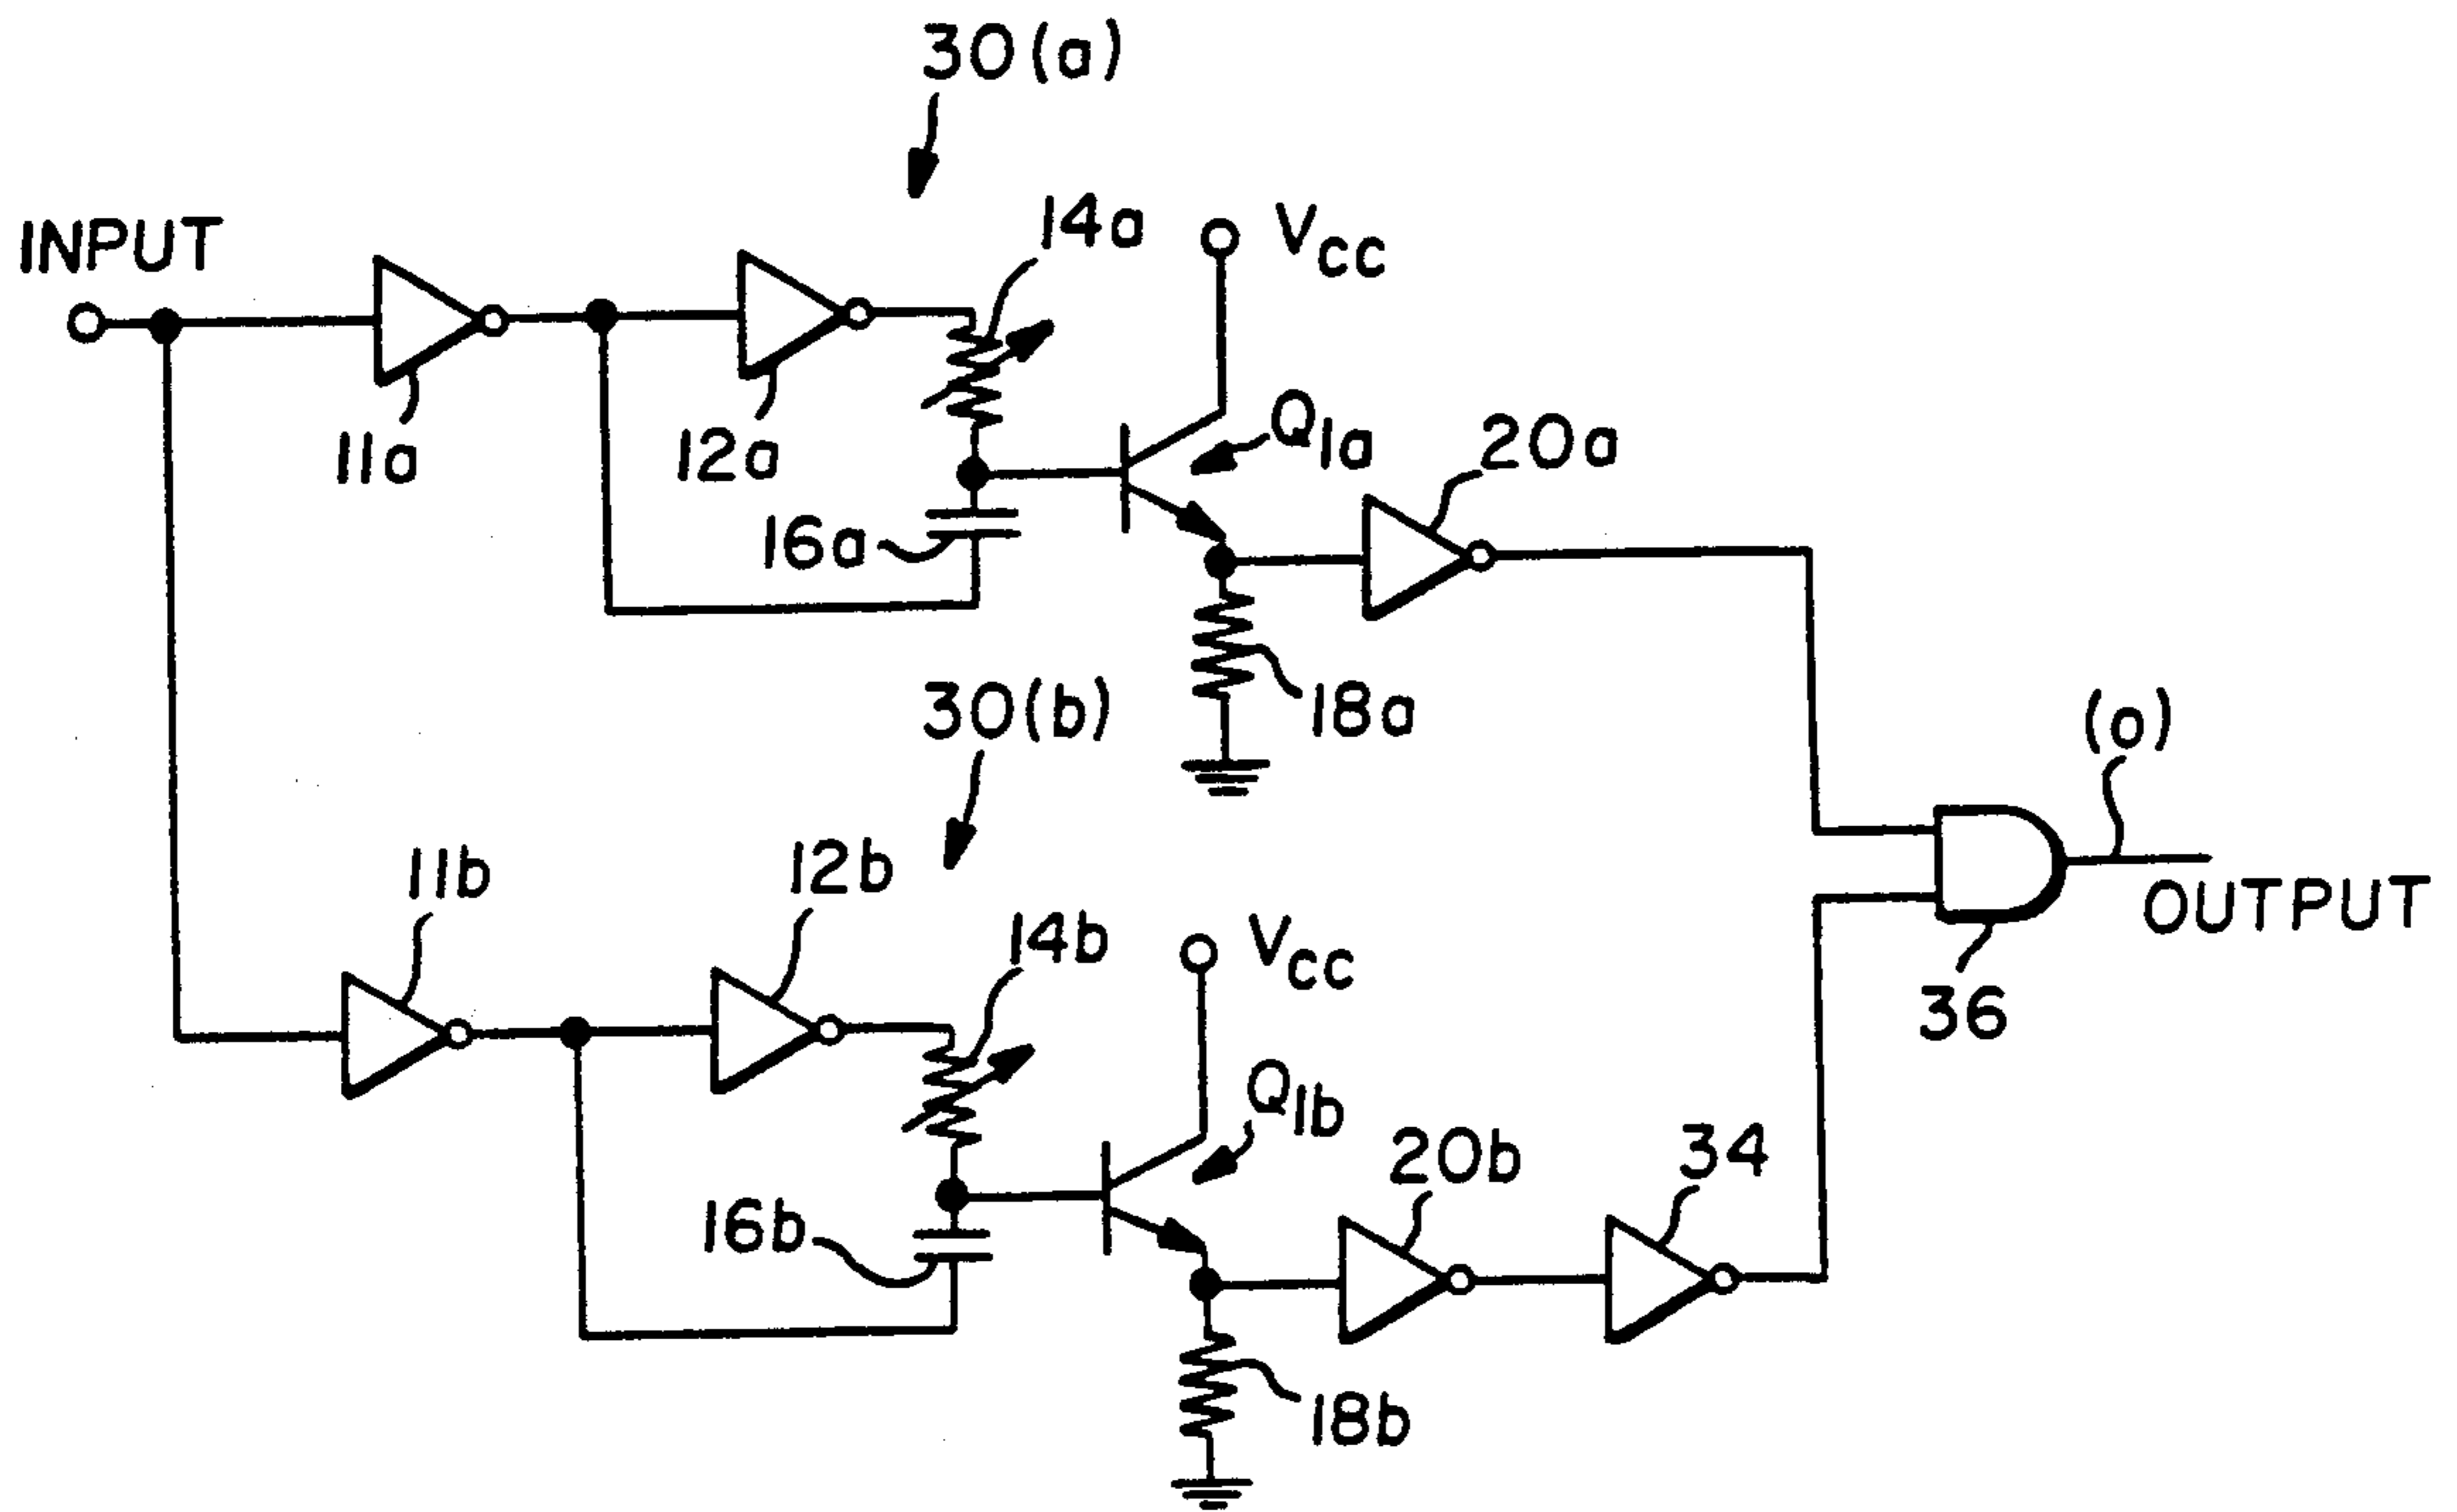 30(a)
INPUT
14a
VCC
11a
12a
Q1a
20a
16a
18a
30(b)
(o)
11b
12b
14b
VCC
OUTPUT
36
Q1b
20b
34
16b
18b